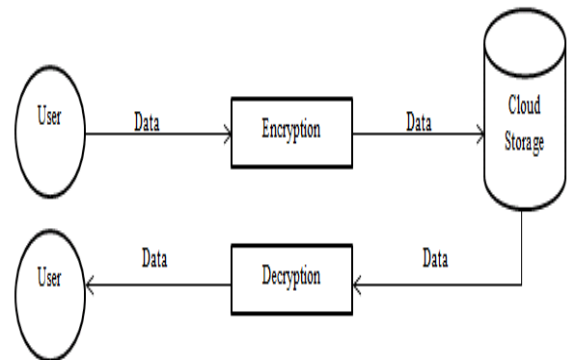 User
Data
Encryption
Data
Cloud
Storage
User
Data
Decryption
Data